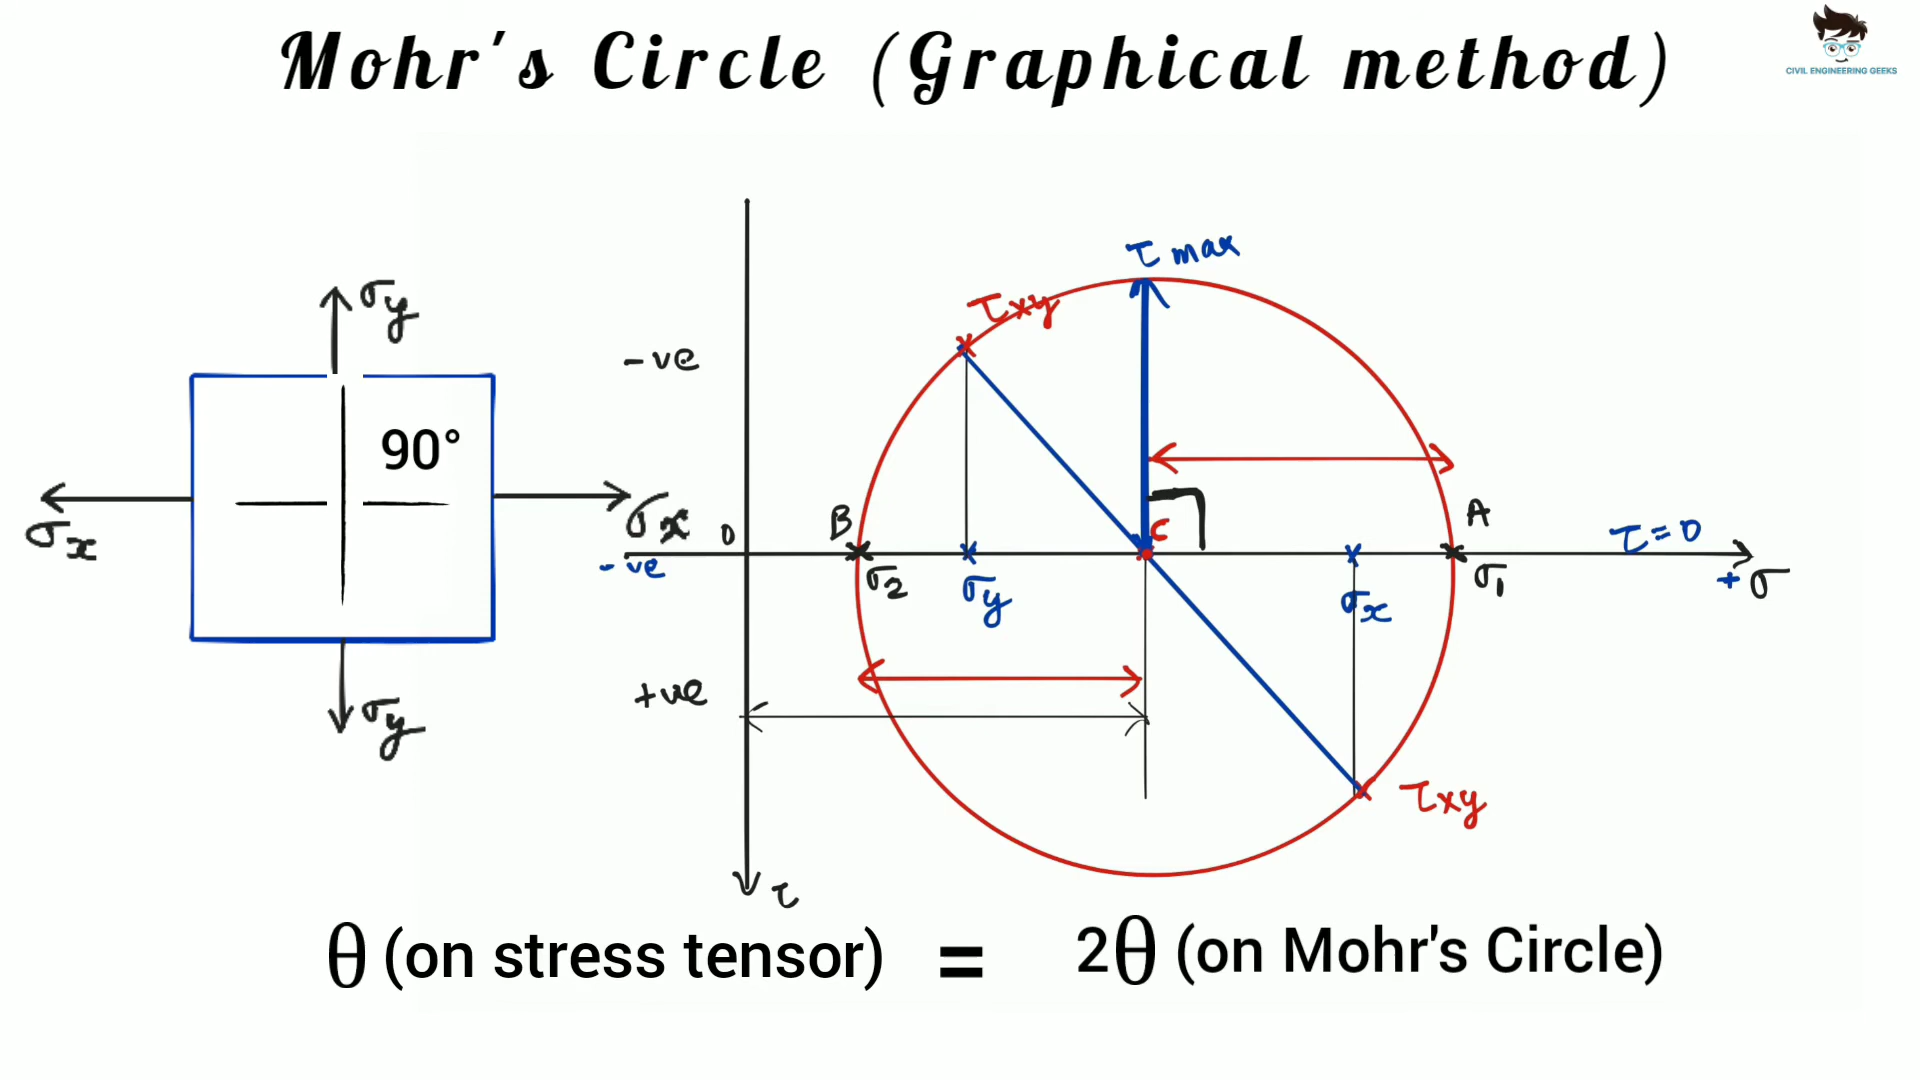 Mohr's Circle (Graphical method)
CIVIL ENGINEERING GEEKS
σy
90°
σx
σx
σy
-ve
0
-ve
+ve
τ
τmax
τxy
B
C
A
τ=0
σ2
σy
σx
σ1
+ σ
τxy
θ (on stress tensor) = 2θ (on Mohr's Circle)